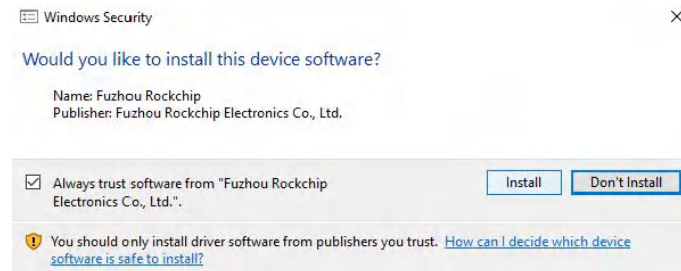 Windows Security
Would you like to install this device software?
Name: Fuzhou Rockchip
Publisher: Fuzhou Rockchip Electronics Co., Ltd.
Always trust software from "Fuzhou Rockchip
Electronics Co., Ltd.".
Install
Don't Install
You should only install driver software from publishers you trust. How can I decide which device
software is safe to install?